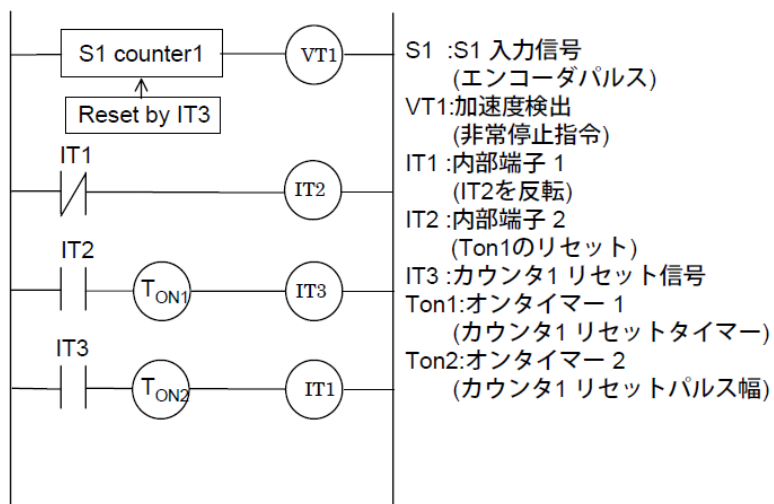 S1 counter1
VT1
Reset by IT3
IT1
IT2
IT2
TON1
IT3
IT3
TON2
IT1
S1 :S1 入力信号
(エンコーダパルス)
VT1:加速度検出
(非常停止指令)
IT1 :内部端子 1
(IT2を反転)
IT2 :内部端子 2
(Ton1のリセット)
IT3 :カウンタ1 リセット信号
Ton1:オンタイマー 1
(カウンタ1 リセットタイマー)
Ton2:オンタイマー 2
(カウンタ1 リセットパルス幅)